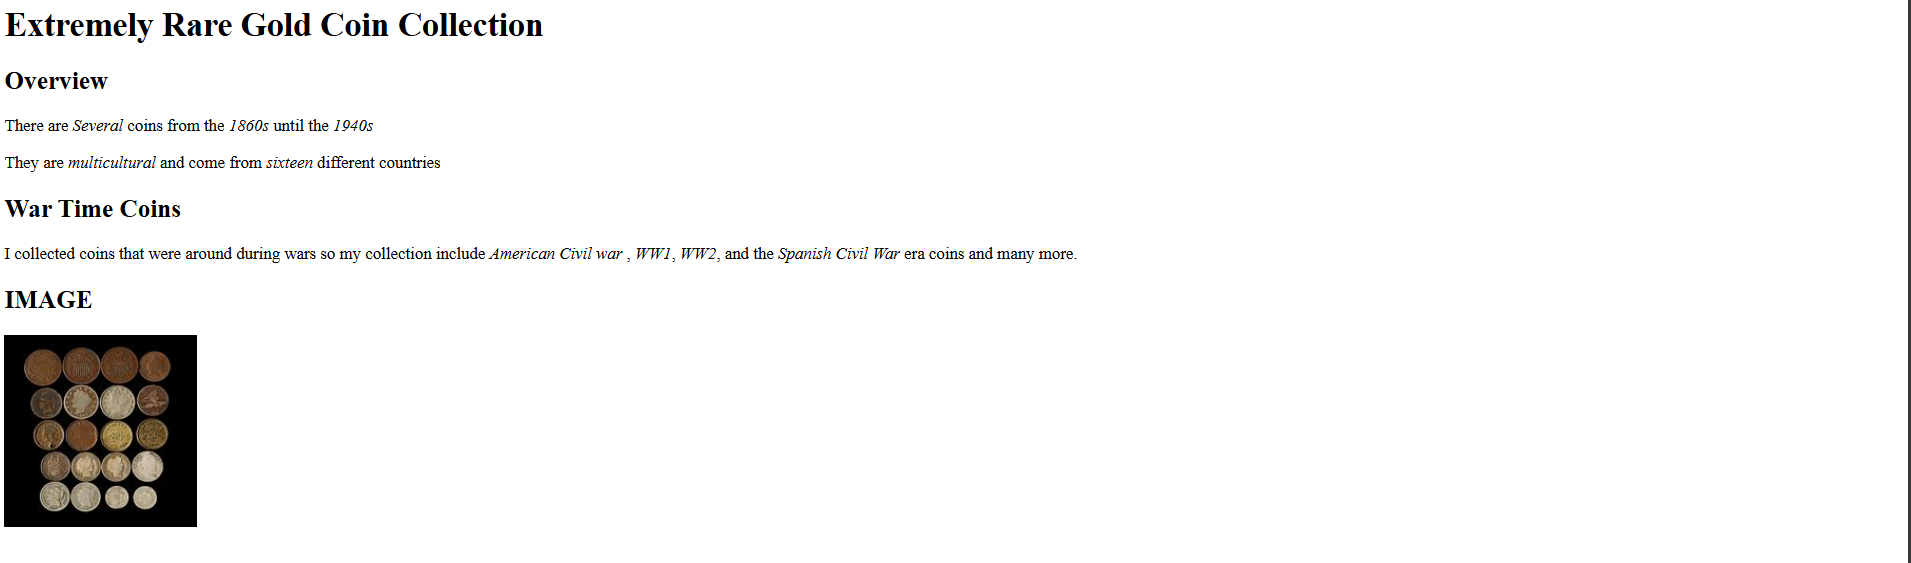 Extremely Rare Gold Coin Collection
Overview
There are Several coins from the 1860s until the 1940s
They are multicultural and come from sixteen different countries
War Time Coins
I collected coins that were around during wars so my collection include American Civil war , WW1, WW2, and the Spanish Civil War era coins and many more.
IMAGE